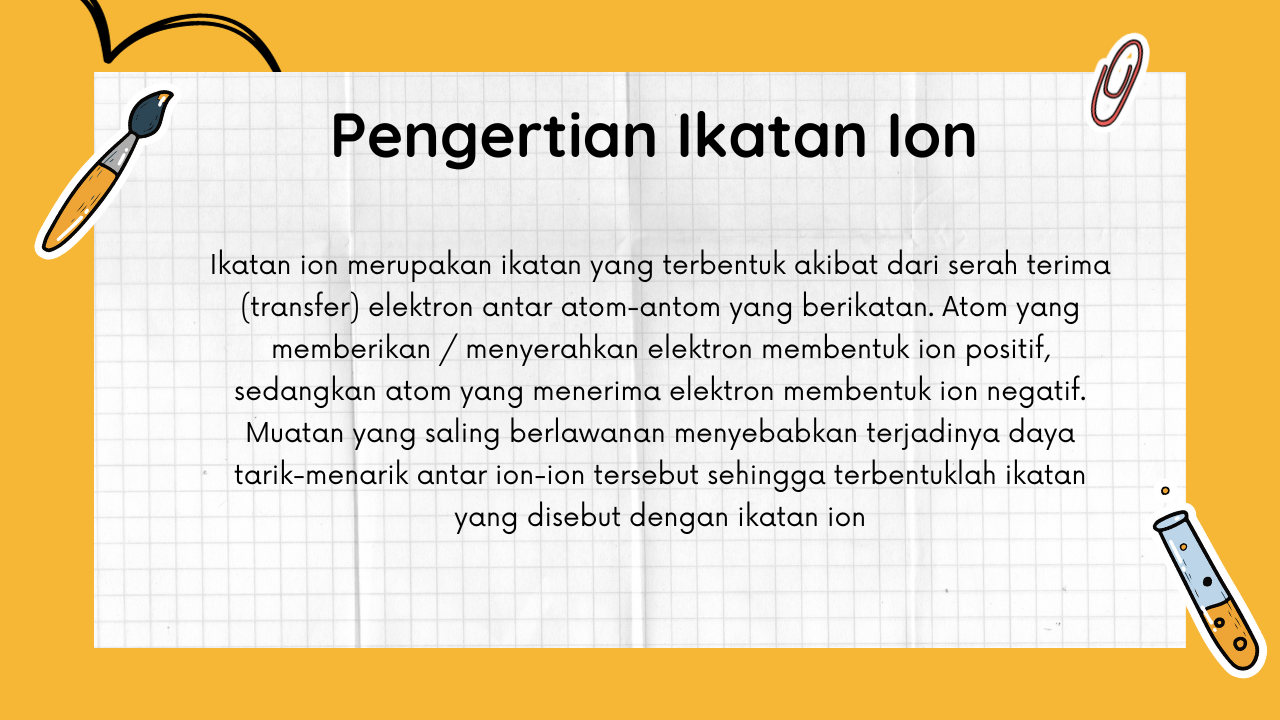 Pengertian Ikatan Ion
Ikatan ion merupakan ikatan yang terbentuk akibat dari serah terima
(transfer) elektron antar atom-antom yang berikatan. Atom yang
memberikan / menyerahkan elektron membentuk ion positif,
sedangkan atom yang menerima elektron membentuk ion negatif.
Muatan yang saling berlawanan menyebabkan terjadinya daya
tarik-menarik antar ion-ion tersebut sehingga terbentuklah ikatan
yang disebut dengan ikatan ion